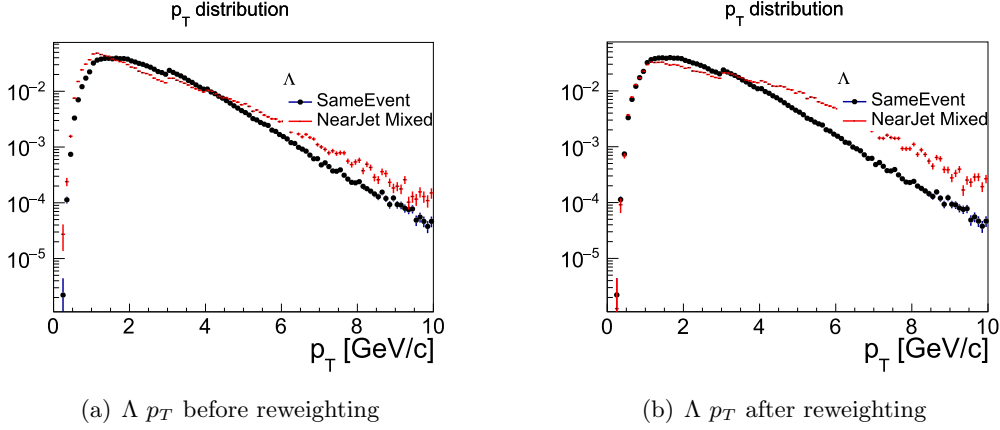 p_T distribution
Λ
SameEvent
NearJet Mixed
10^−2
10^−3
10^−4
10^−5
0 2 4 6 8 10
p_T [GeV/c]
(a) Λ p_T before reweighting
p_T distribution
Λ
SameEvent
NearJet Mixed
10^−2
10^−3
10^−4
10^−5
0 2 4 6 8 10
p_T [GeV/c]
(b) Λ p_T after reweighting